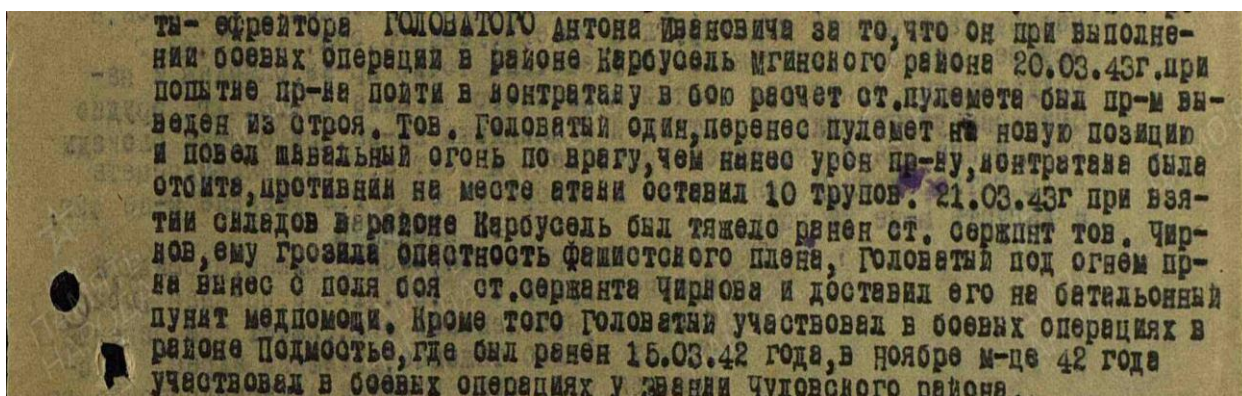 ты- ефрейтора ГОЛОВАТОГО Антона Ивановича за то,что он при выполне-
нии боевых операций в районе Карбусель Мгинского района 20.03.43г.при
попытке пр-ка пойти в контратаку в бою расчет ст.пулемета был пр-м вы-
веден из строя. Тов. Головатый один,перенес пулемет на новую позицию
и повел шквальный огонь по врагу,чем нанес урон пр-ку,контратака была
отбита,противник на месте атаки оставил 10 трупов. 21.03.43г при взя-
тии складов в районе Карбусель был тяжело ранен ст. сержпнт тов. Чир-
ков,ему грозила опастность фашистского плена, Головатый под огнем пр-
ка вынес с поля боя ст.сержанта Чиркова и доставил его на батальонный
пункт медпомощи. Кроме того Головатый участвовал в боевых операциях в
районе Подмостье,где был ранен 15.03.42 года,в ноябре м-це 42 года
участвовал в боевых операциях у Чудовского района.